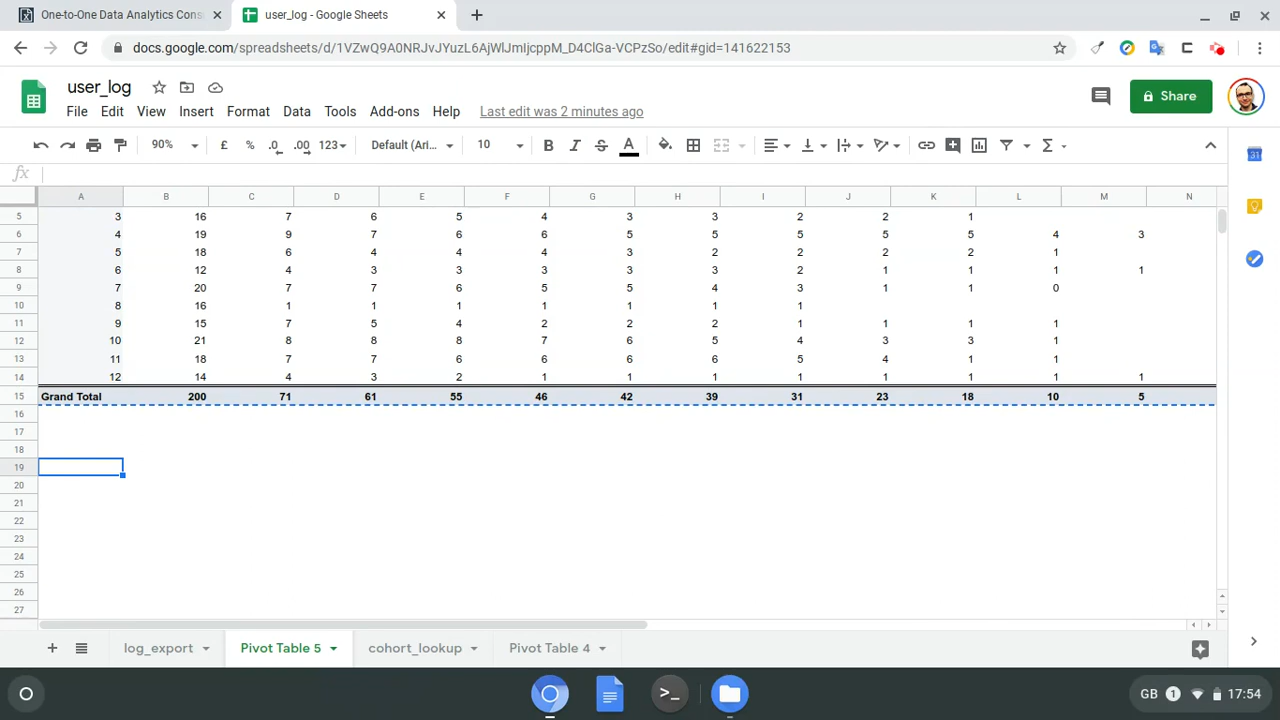 One-to-One Data Analytics Cons
user_log - Google Sheets
docs.google.com/spreadsheets/d/1VZwQ9A0NRJvJYuzL6AjWlJmIjcppM_D4ClGa-VCPzSo/edit#gid=141622153
user_log
File Edit View Insert Format Data Tools Add-ons Help Last edit was 2 minutes ago
Share
90% £ % .0 .00 123 Default (Ari... 10 B I S A Σ
fx
A B C D E F G H I J K L M N
5 3 16 7 6 5 4 3 3 2 2 1
6 4 19 9 7 6 6 5 5 5 5 5 4 3
7 5 18 6 4 4 4 3 2 2 2 2 1
8 6 12 4 3 3 3 3 3 2 1 1 1 1
9 7 20 7 7 6 5 5 4 3 1 1 0
10 8 16 1 1 1 1 1 1 1
11 9 15 7 5 4 2 2 2 1 1 1 1
12 10 21 8 8 8 7 6 5 4 3 3 1
13 11 18 7 7 6 6 6 6 5 4 1 1
14 12 14 4 3 2 1 1 1 1 1 1 1 1
15 Grand Total 200 71 61 55 46 42 39 31 23 18 10 5
16
17
18
19
20
21
22
23
24
25
26
27
log_export Pivot Table 5 cohort_lookup Pivot Table 4
31
>_
GB 1 17:54